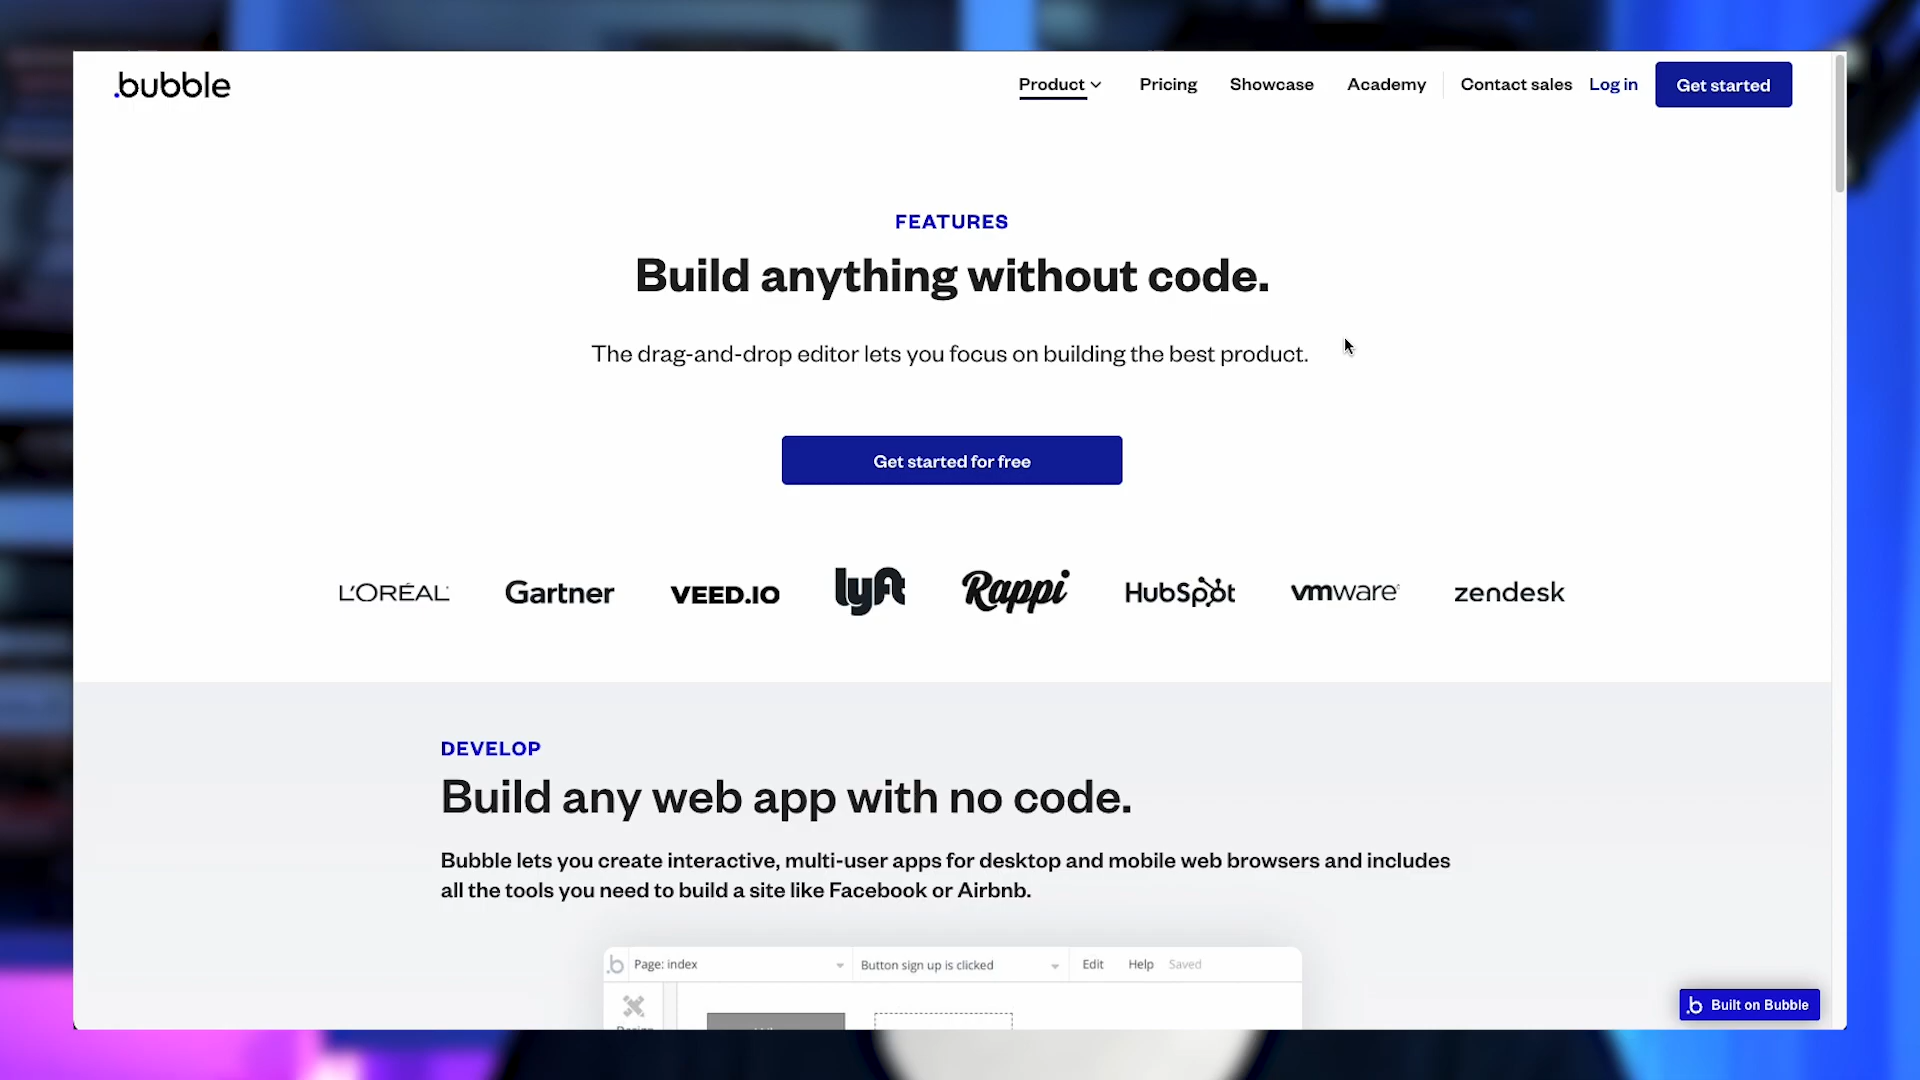 .bubble
Product
Pricing
Showcase
Academy
Contact sales
Log in
Get started
FEATURES
Build anything without code.
The drag-and-drop editor lets you focus on building the best product.
Get started for free
L'ORÉAL
Gartner
VEED.IO
lyft
Rappi
HubSpot
vmware
zendesk
DEVELOP
Build any web app with no code.
Bubble lets you create interactive, multi-user apps for desktop and mobile web browsers and includes
all the tools you need to build a site like Facebook or Airbnb.
b
Page: index
Button sign up is clicked
Edit
Help
Saved
b Built on Bubble